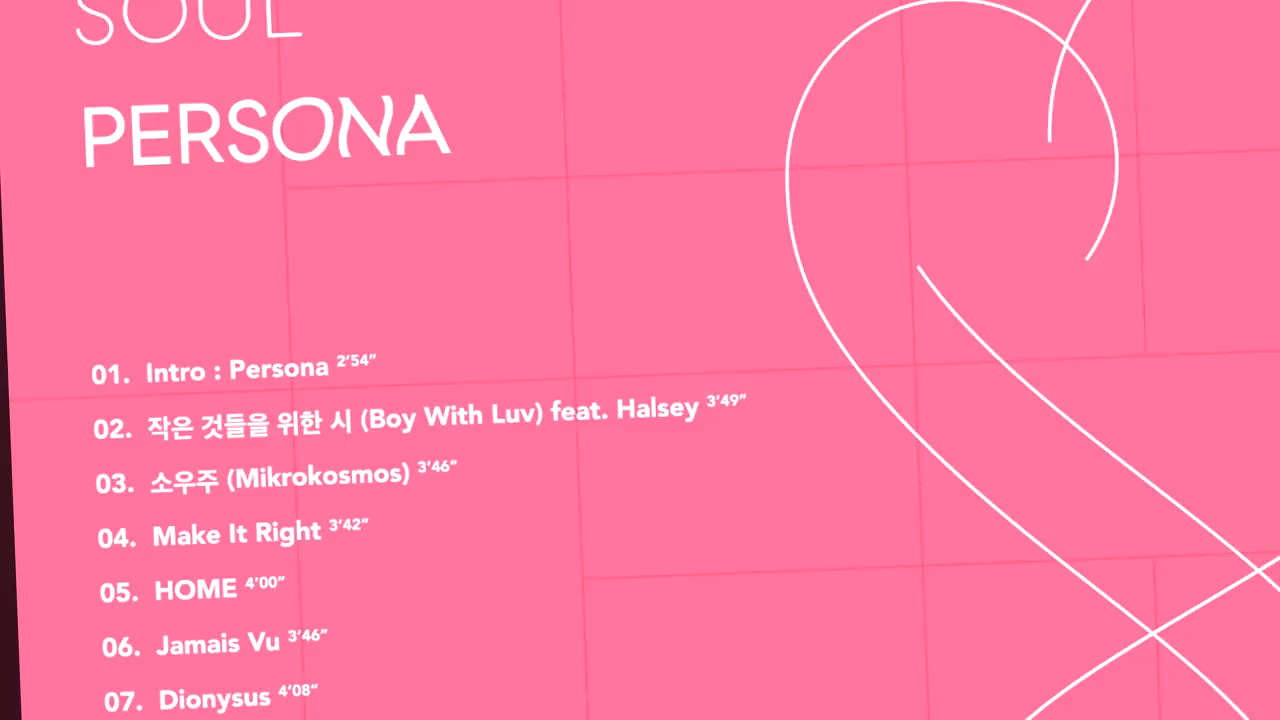 SOUL
PERSONA
01. Intro : Persona 2'54"
02. 작은 것들을 위한 시 (Boy With Luv) feat. Halsey 3'49"
03. 소우주 (Mikrokosmos) 3'46"
04. Make It Right 3'42"
05. HOME 4'00"
06. Jamais Vu 3'46"
07. Dionysus 4'08"